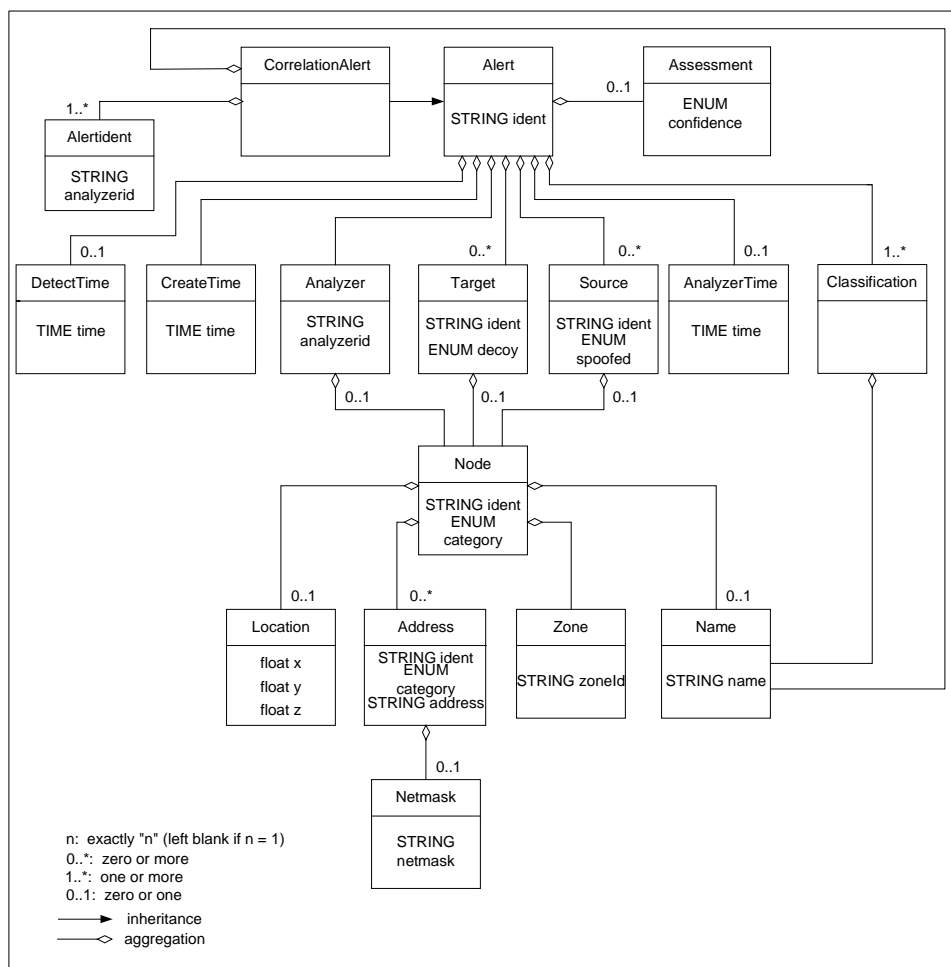 CorrelationAlert
Alert
Assessment
STRING ident
0..1
ENUM
confidence
1..*
Alertident
STRING
analyzerid
0..1
0..*
0..*
0..1
1..*
DetectTime
CreateTime
Analyzer
Target
Source
AnalyzerTime
Classification
TIME time
TIME time
STRING
analyzerid
STRING ident
ENUM decoy
STRING ident
ENUM
spoofed
TIME time
0..1
0..1
0..1
Node
STRING ident
ENUM
category
0..1
0..*
0..1
Location
Address
Zone
Name
float x
float y
float z
STRING ident
ENUM
category
STRING address
STRING zoneId
STRING name
0..1
Netmask
STRING
netmask
n: exactly "n" (left blank if n = 1)
0..*: zero or more
1..*: one or more
0..1: zero or one
inheritance
aggregation